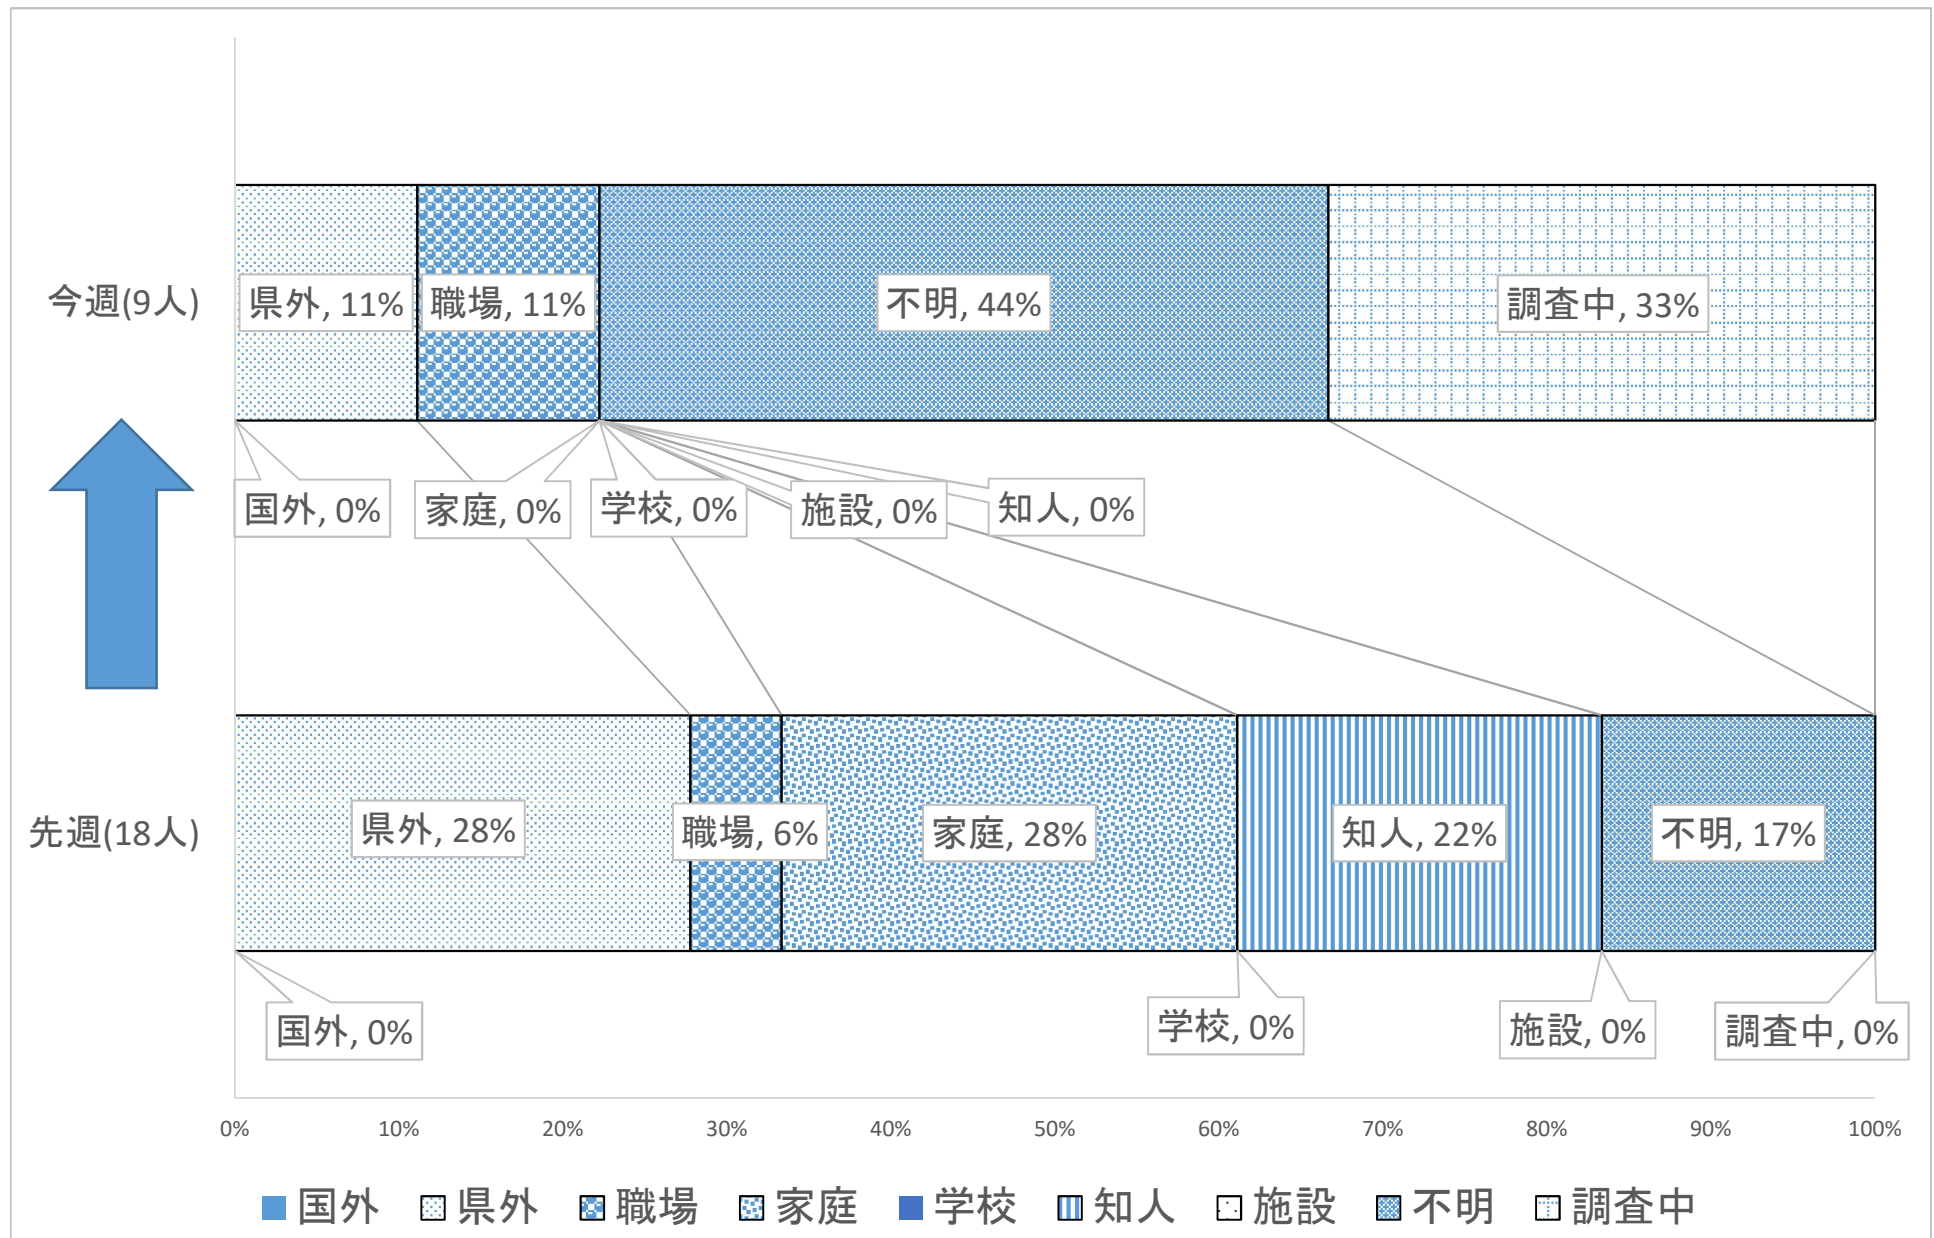 今週(9人)
県外, 11%
職場, 11%
不明, 44%
調査中, 33%
国外, 0%
家庭, 0%
学校, 0%
施設, 0%
知人, 0%
先週(18人)
県外, 28%
職場, 6%
家庭, 28%
知人, 22%
不明, 17%
国外, 0%
学校, 0%
施設, 0%
調査中, 0%
0% 10% 20% 30% 40% 50% 60% 70% 80% 90% 100%
国外 県外 職場 家庭 学校 知人 施設 不明 調査中